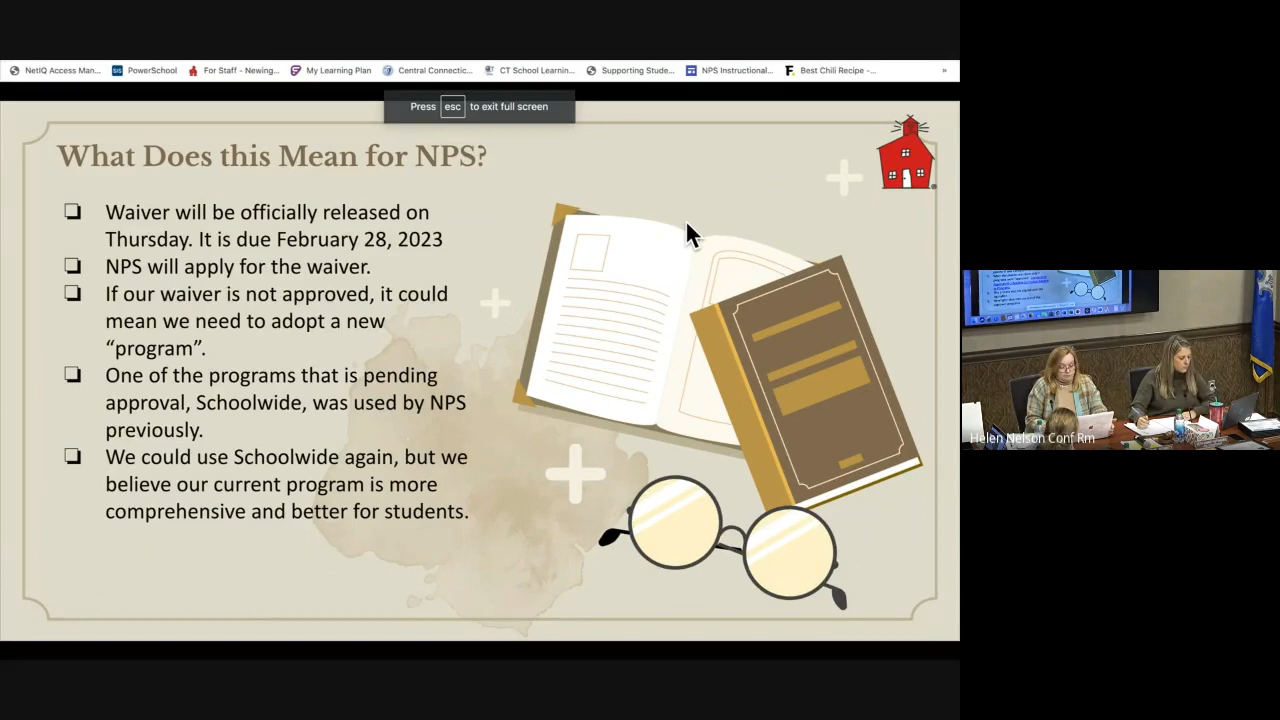 NetIQ Access Man...
SIS
PowerSchool
For Staff - Newing...
My Learning Plan
Central Connectic...
CT School Learnin...
Supporting Stude...
NPS Instructional...
Best Chili Recipe -...
»
Press esc to exit full screen
What Does this Mean for NPS?
❏ Waiver will be officially released on
Thursday. It is due February 28, 2023
❏ NPS will apply for the waiver.
❏ If our waiver is not approved, it could
mean we need to adopt a new
“program”.
❏ One of the programs that is pending
approval, Schoolwide, was used by NPS
previously.
❏ We could use Schoolwide again, but we
believe our current program is more
comprehensive and better for students.
Helen Nelson Conf Rm